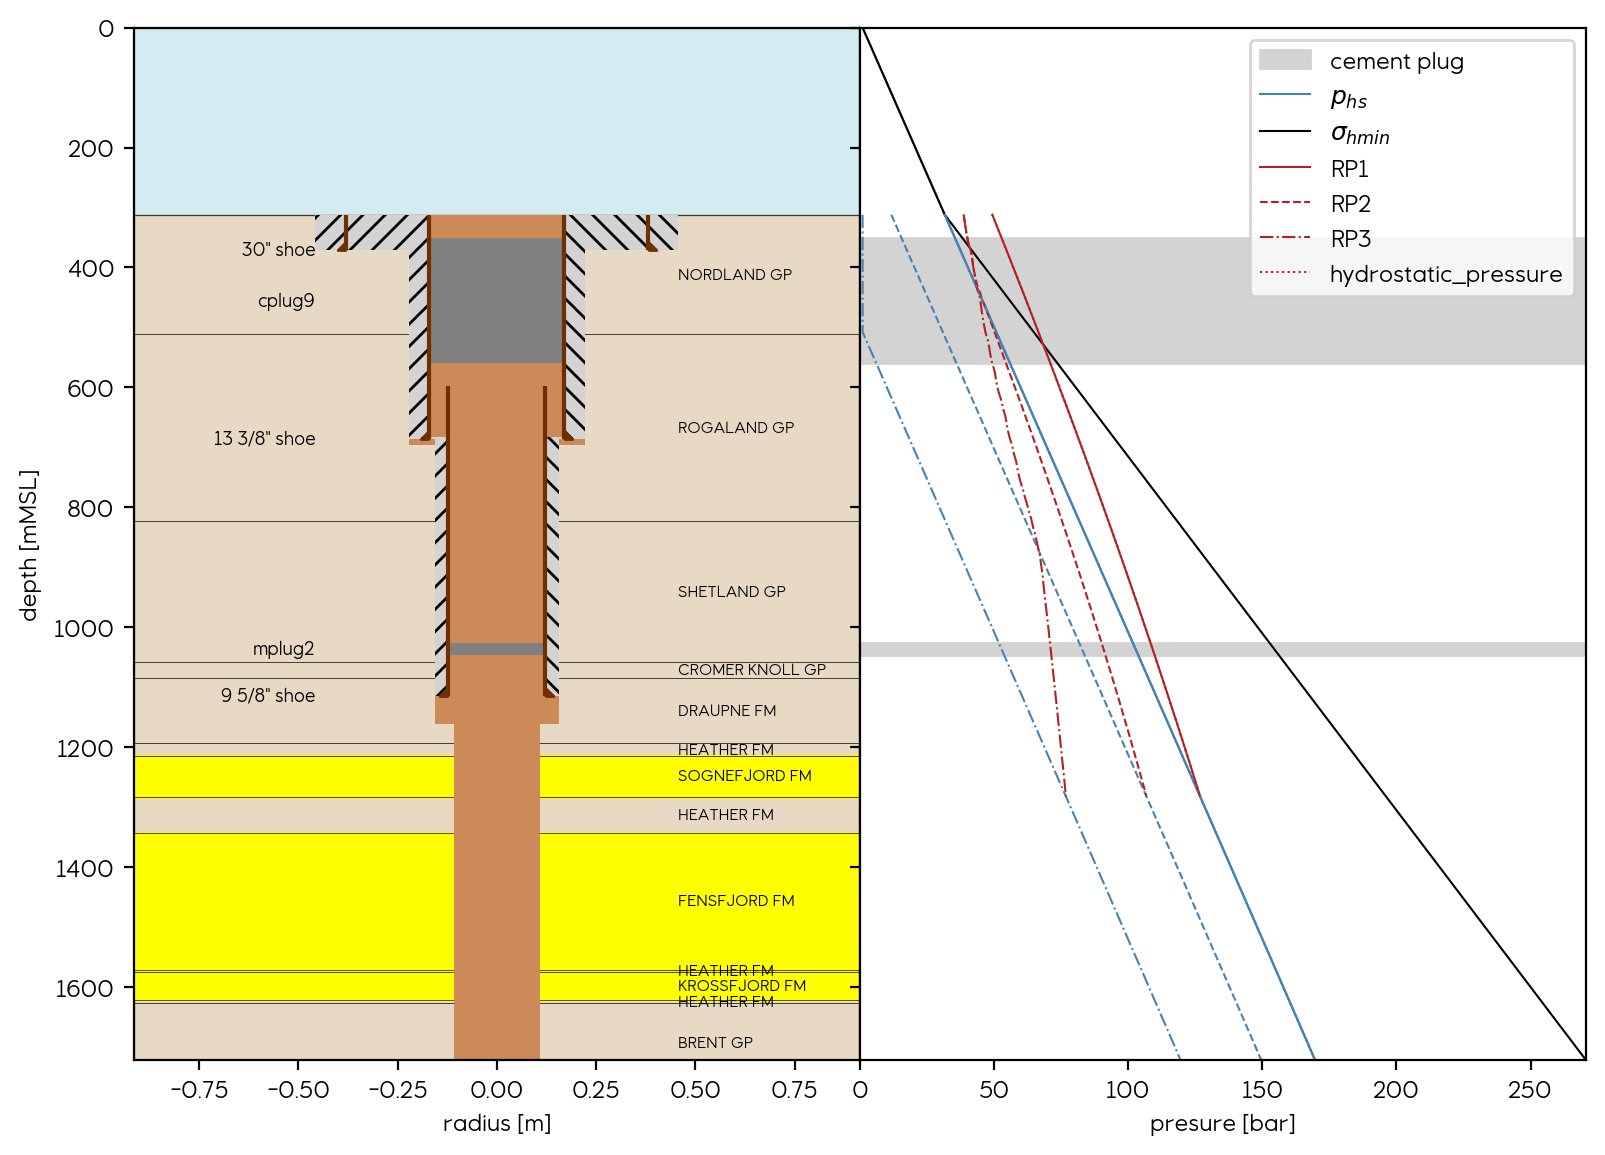 0
200
400
600
800
1000
1200
1400
1600
depth [mMSL]
30" shoe
cplug9
13 3/8" shoe
mplug2
9 5/8" shoe
NORDLAND GP
ROGALAND GP
SHETLAND GP
CROMER KNOLL GP
DRAUPNE FM
HEATHER FM
SOGNEFJORD FM
HEATHER FM
FENSFJORD FM
HEATHER FM
KROSSFJORD FM
HEATHER FM
BRENT GP
−0.75 −0.50 −0.25 0.00 0.25 0.50 0.75
radius [m]
cement plug
p_hs
σ_hmin
RP1
RP2
RP3
hydrostatic_pressure
0 50 100 150 200 250
presure [bar]